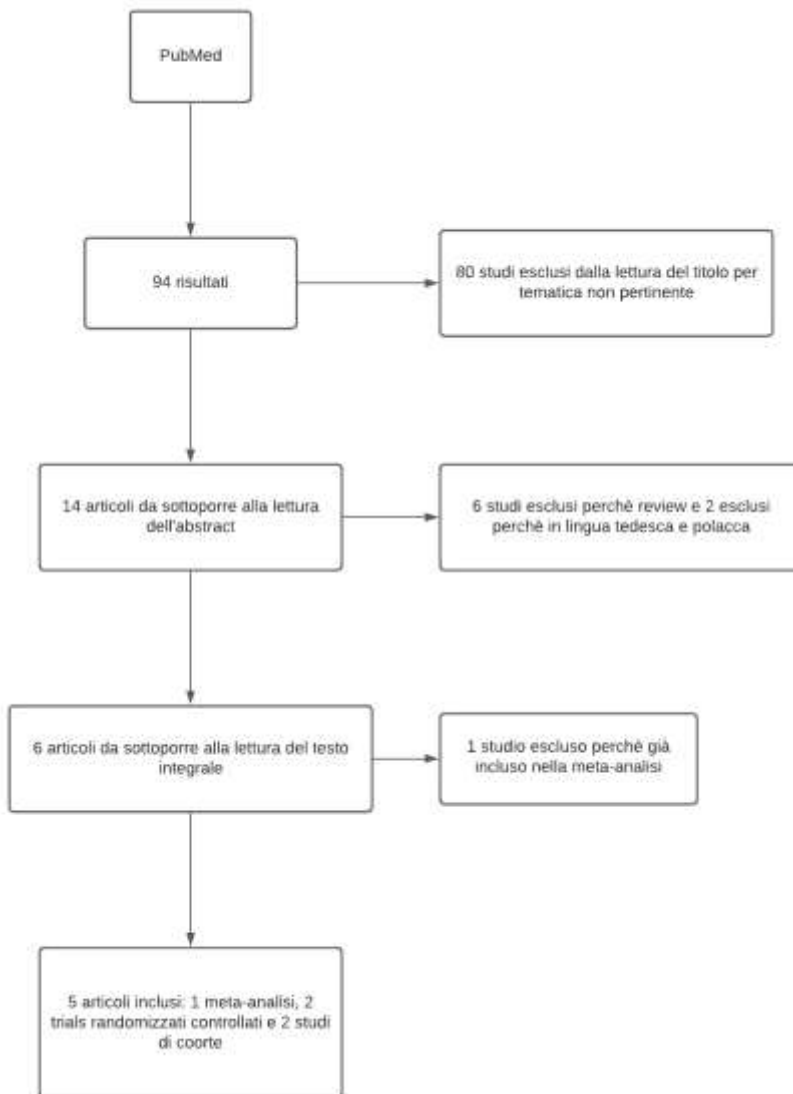 PubMed
94 risultati
80 studi esclusi dalla lettura del titolo per
tematica non pertinente
14 articoli da sottoporre alla lettura
dell'abstract
6 studi esclusi perchè review e 2 esclusi
perchè in lingua tedesca e polacca
6 articoli da sottoporre alla lettura del testo
integrale
1 studio escluso perchè già
incluso nella meta-analisi
5 articoli inclusi: 1 meta-analisi, 2
trials randomizzati controllati e 2 studi
di coorte